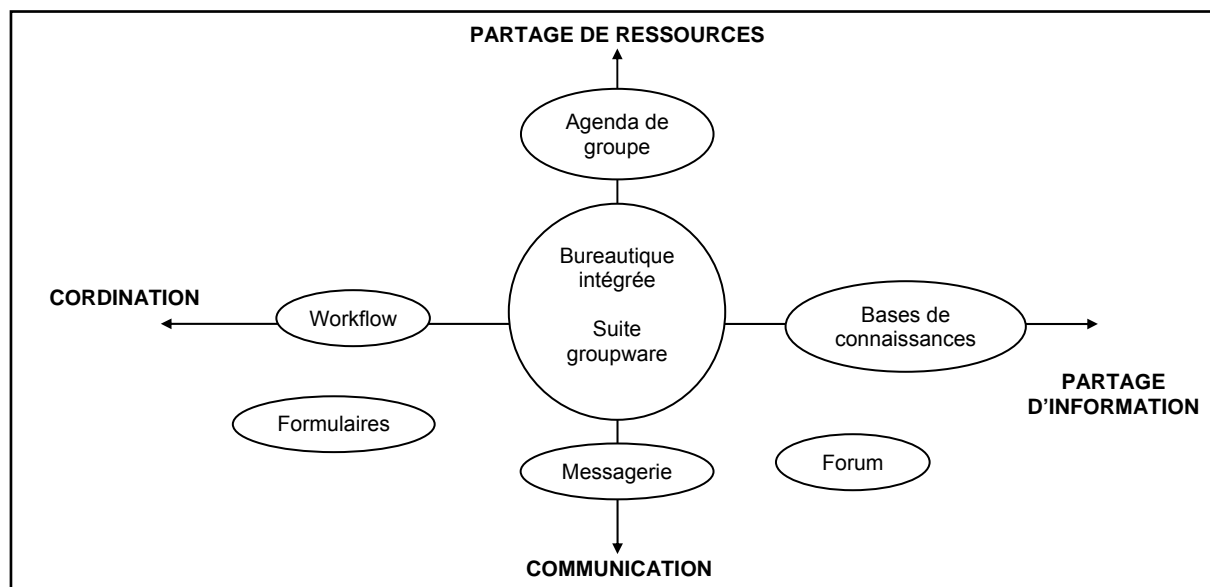 PARTAGE DE RESSOURCES
Agenda de
groupe
Bureautique
intégrée
Suite
groupware
CORDINATION
Workflow
Bases de
connaissances
PARTAGE
D’INFORMATION
Formulaires
Messagerie
Forum
COMMUNICATION